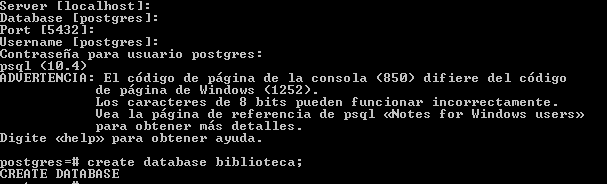 Server [localhost]:
Database [postgres]:
Port [5432]:
Username [postgres]:
Contraseña para usuario postgres:
psql (10.4)
ADVERTENCIA: El código de página de la consola (850) difiere del código
de página de Windows (1252).
Los caracteres de 8 bits pueden funcionar incorrectamente.
Vea la página de referencia de psql «Notes for Windows users»
para obtener más detalles.
Digite «help» para obtener ayuda.
postgres=# create database biblioteca;
CREATE DATABASE
postgres=#